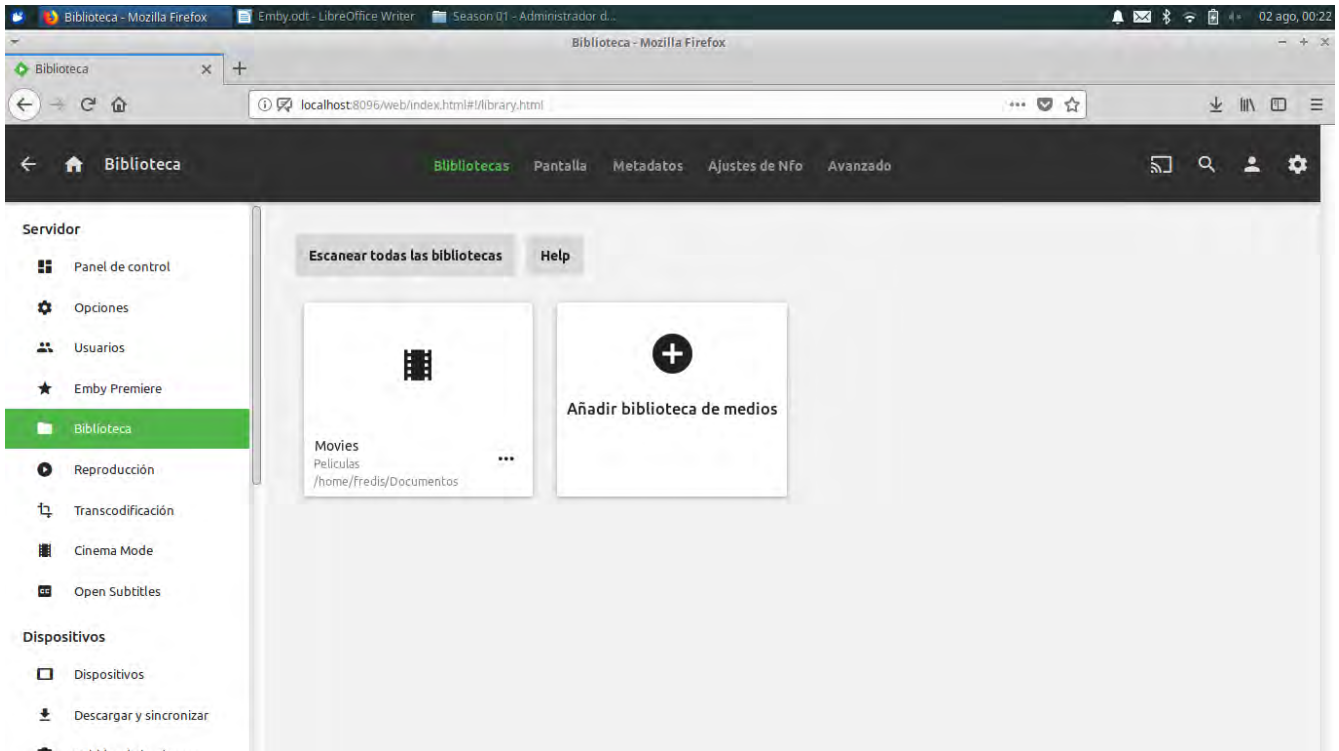 Biblioteca - Mozilla Firefox
Emby.odt - LibreOffice Writer
Season 01 - Administrador d...
02 ago, 00:22
Biblioteca - Mozilla Firefox
Biblioteca
localhost:8096/web/index.html#!/library.html
Biblioteca
Blibliotecas
Pantalla
Metadatos
Ajustes de Nfo
Avanzado
Servidor
Panel de control
Opciones
Usuarios
Emby Premiere
Biblioteca
Reproducción
Transcodificación
Cinema Mode
Open Subtitles
Dispositivos
Dispositivos
Descargar y sincronizar
Escanear todas las bibliotecas
Help
Movies
Peliculas
/home/fredis/Documentos
Añadir biblioteca de medios